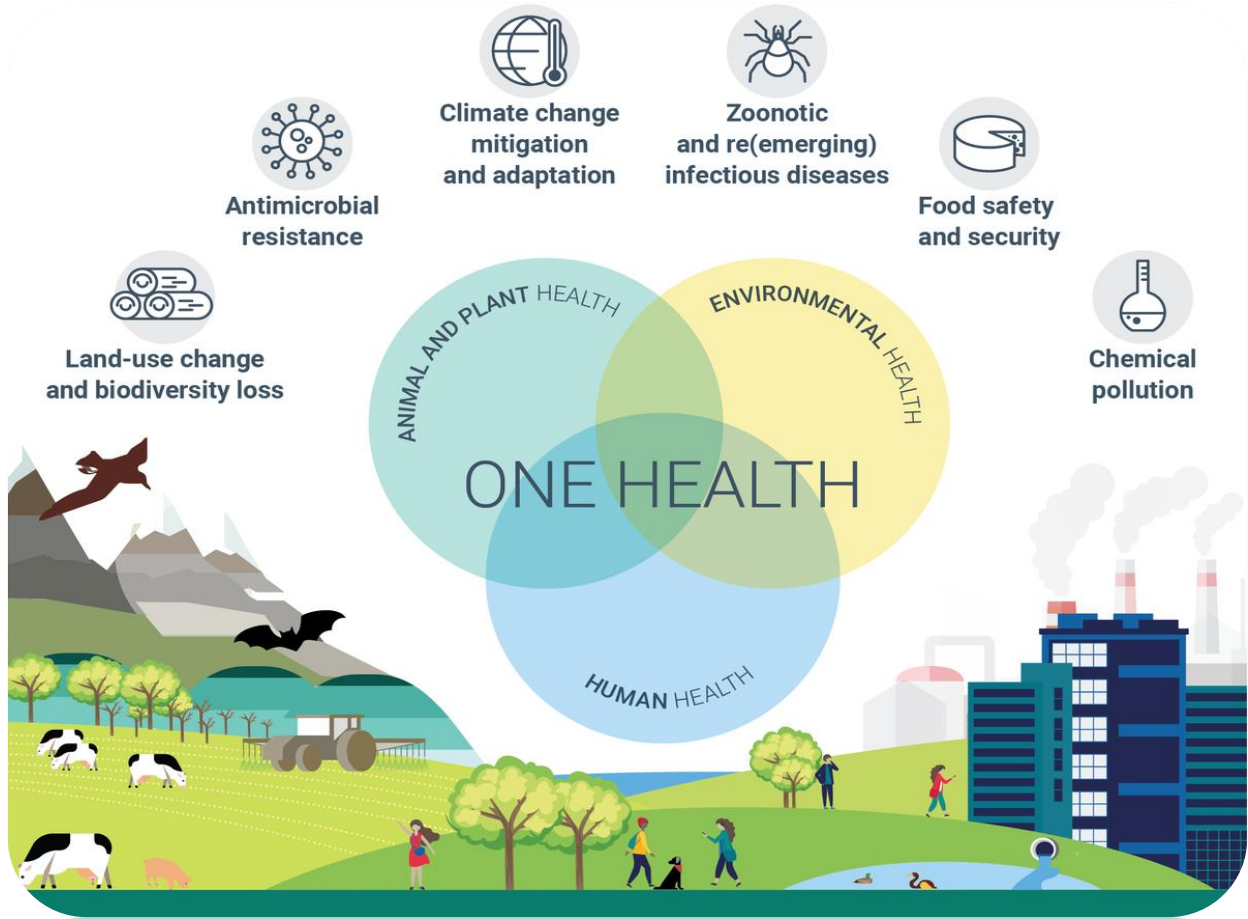 Climate change
mitigation
and adaptation
Zoonotic
and re(emerging)
infectious diseases
Antimicrobial
resistance
Food safety
and security
Land-use change
and biodiversity loss
Chemical
pollution
ANIMAL AND PLANT HEALTH
ENVIRONMENTAL HEALTH
ONE HEALTH
HUMAN HEALTH